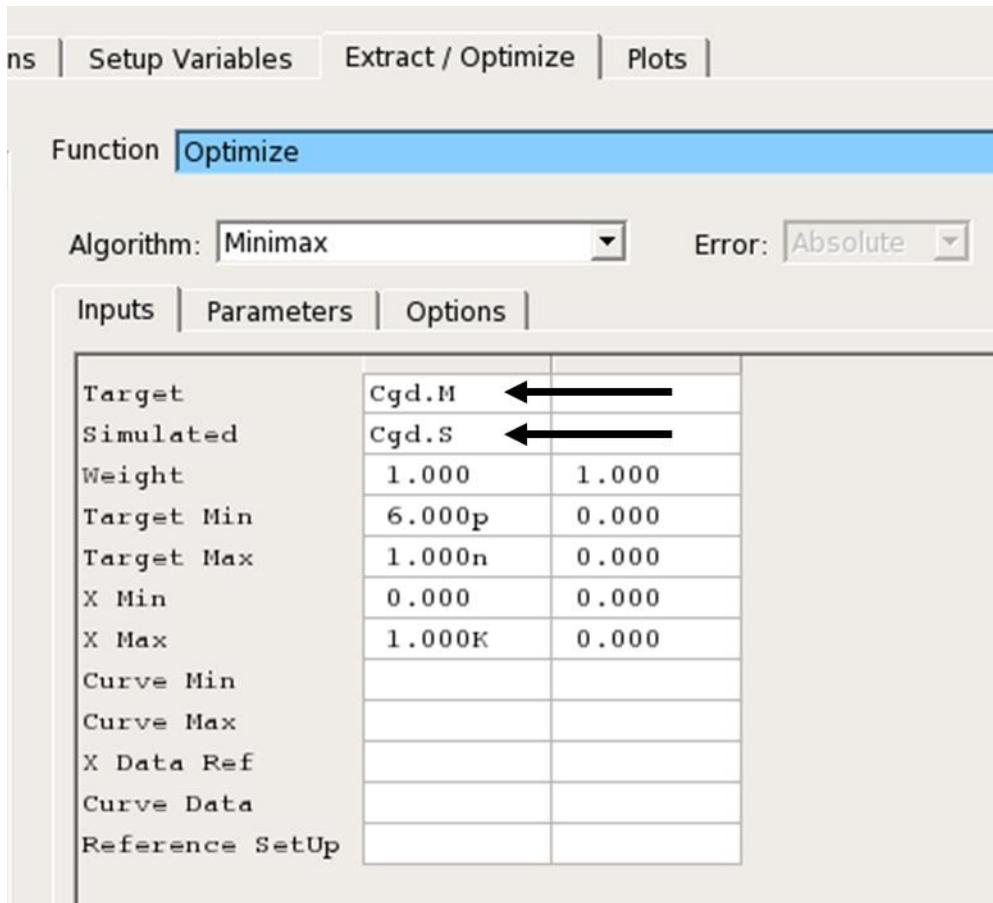 ns Setup Variables Extract / Optimize Plots
Function Optimize
Algorithm: Minimax Error: Absolute
Inputs Parameters Options
Target Cgd.M
Simulated Cgd.S
Weight 1.000 1.000
Target Min 6.000p 0.000
Target Max 1.000n 0.000
X Min 0.000 0.000
X Max 1.000K 0.000
Curve Min
Curve Max
X Data Ref
Curve Data
Reference SetUp